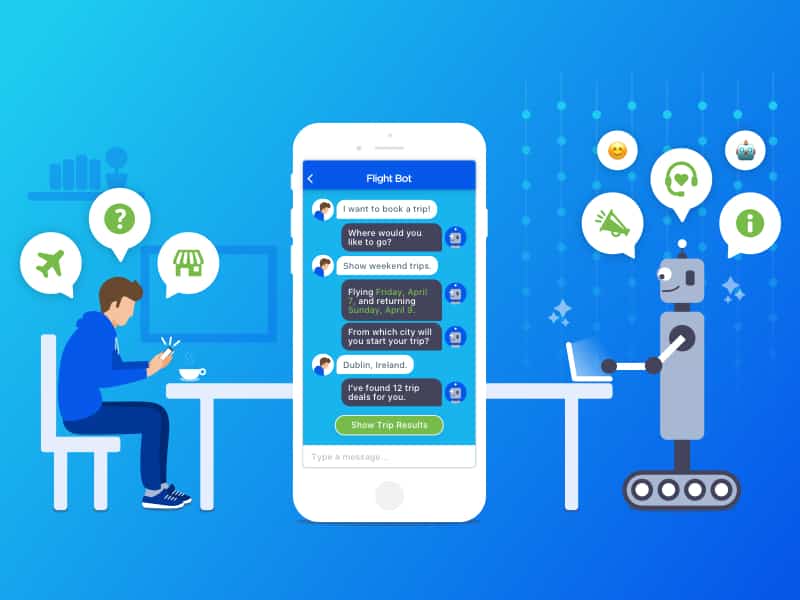 Flight Bot
I want to book a trip!
Where would you
like to go?
Show weekend trips.
Flying Friday, April
7, and returning
Sunday, April 9.
From which city will
you start your trip?
Dublin, Ireland.
I've found 12 trip
deals for you.
Show Trip Results
Type a message...